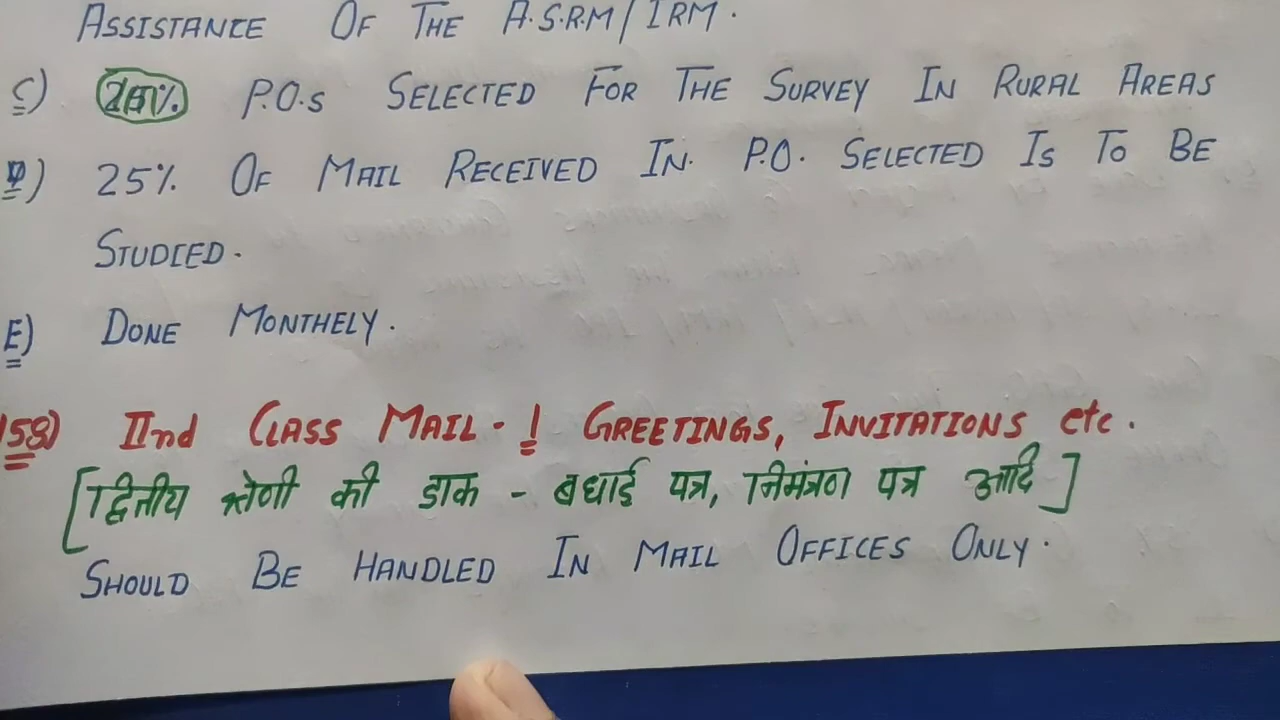 ASSISTANCE OF THE A.S.R.M/IRM.
C) P.O.s SELECTED FOR THE SURVEY IN RURAL AREAS
D) 25% OF MAIL RECEIVED IN P.O. SELECTED IS TO BE
STUDIED.
E) DONE MONTHELY.
158) IInd CLASS MAIL - ! GREETINGS, INVITATIONS etc.
[द्वितीय श्रेणी की डाक - बधाई पत्र, निमंत्रण पत्र आदि]
SHOULD BE HANDLED IN MAIL OFFICES ONLY.